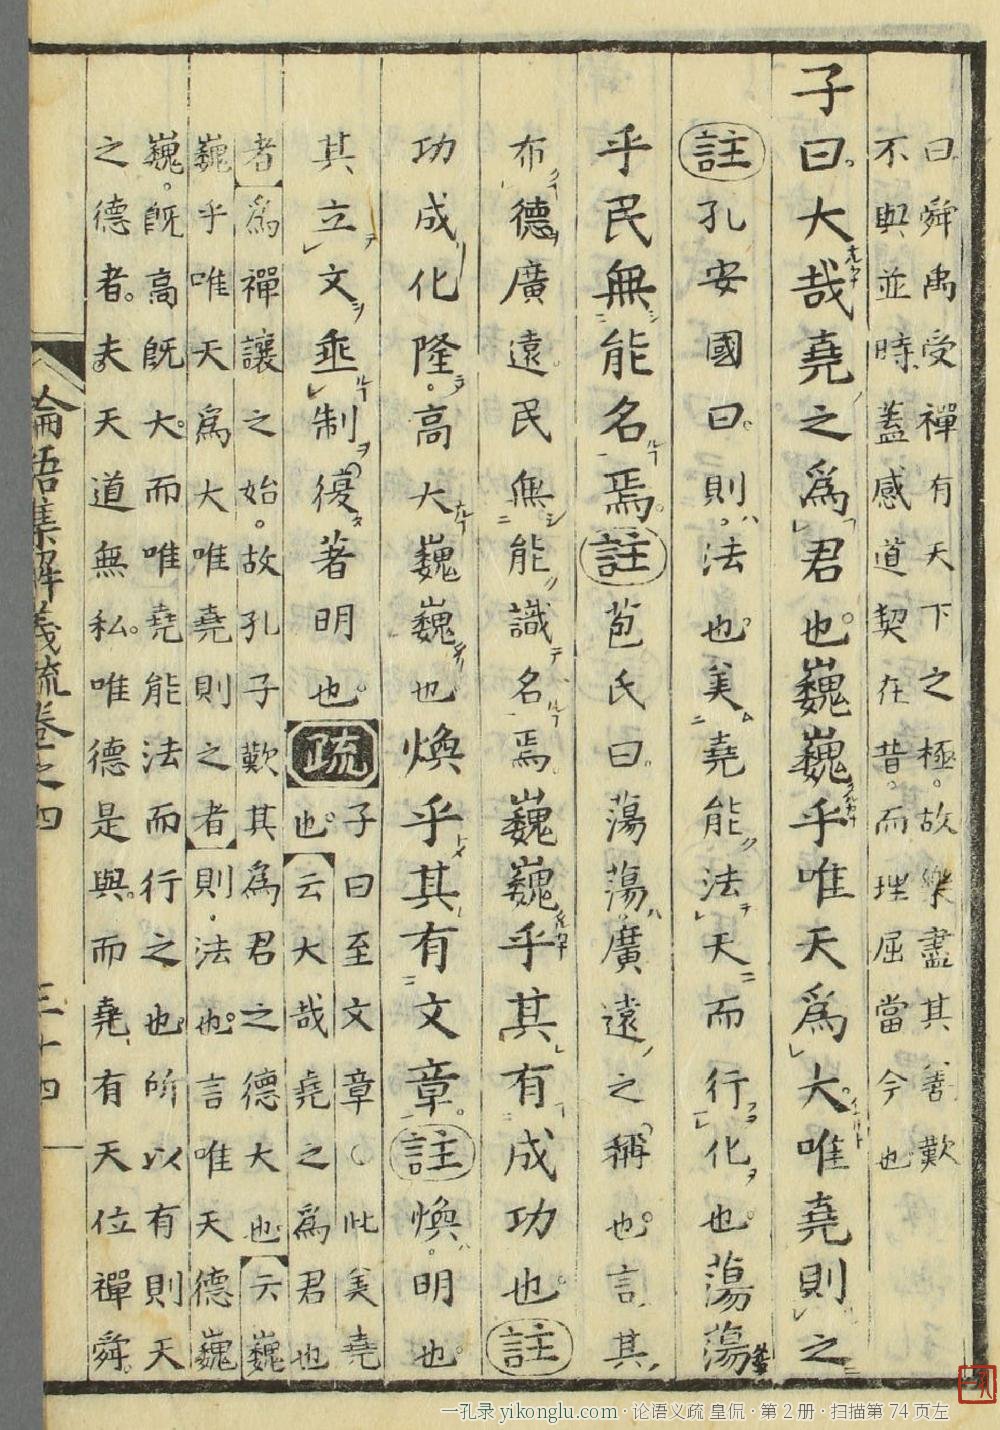 曰舜禹受禪有天下之極故樂盡其善歎
不與並時蓋感道契在昔而理屈當今也
子曰大哉堯之爲君也巍巍乎唯天爲大唯堯則之
註孔安國曰則法也美堯能法天而行化也蕩蕩
乎民無能名焉註苞氏曰蕩蕩廣遠之稱也言其
布德廣遠民無能識名焉巍巍乎其有成功也註
功成化隆高大巍巍也煥乎其有文章註煥明也
其立文垂制復著明也疏
子曰至文章○此美堯
也云大哉堯之爲君也
者爲禪讓之始故孔子歎其爲君之德大也云巍
巍乎唯天爲大唯堯則之者則法也言唯天德巍
巍既高既大而唯堯能法而行之也所以有則天
之德者夫天道無私唯德是與而堯有天位禪舜
論語集解義疏卷之四 三十四
一孔录 yikonglu.com · 论语义疏 皇侃 · 第 2 册 · 扫描第 74 页左